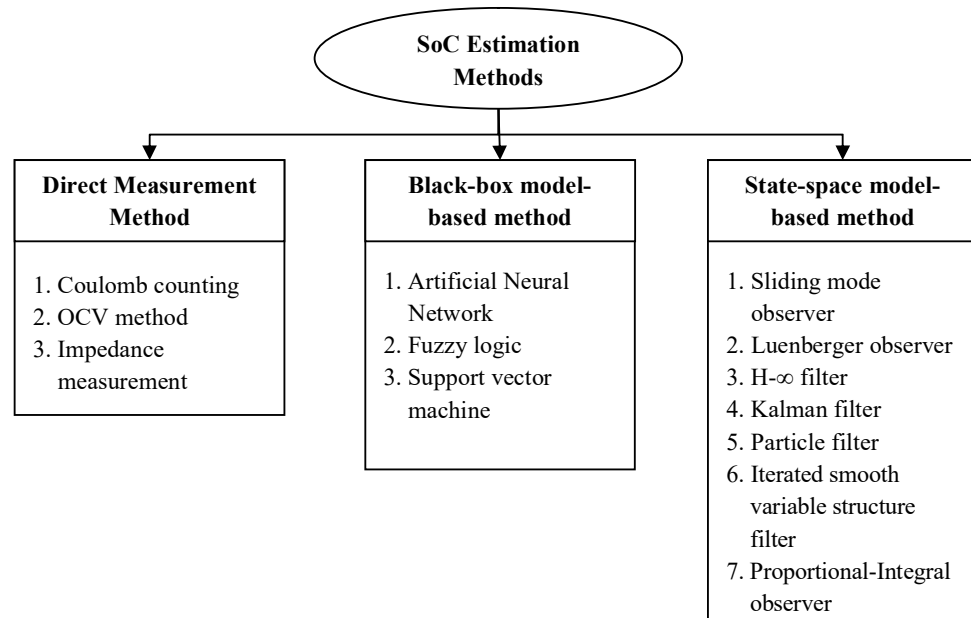 SoC Estimation
Methods
Direct Measurement
Method
1. Coulomb counting
2. OCV method
3. Impedance
measurement
Black-box model-
based method
1. Artificial Neural
Network
2. Fuzzy logic
3. Support vector
machine
State-space model-
based method
1. Sliding mode
observer
2. Luenberger observer
3. H-∞ filter
4. Kalman filter
5. Particle filter
6. Iterated smooth
variable structure
filter
7. Proportional-Integral
observer